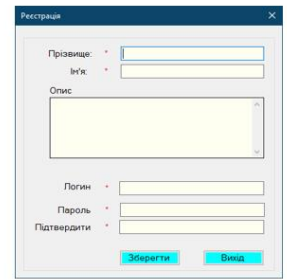 Реєстрація
Прізвище: *
Ім'я: *
Опис
Логин *
Пароль *
Підтвердити *
Зберегти Вихід